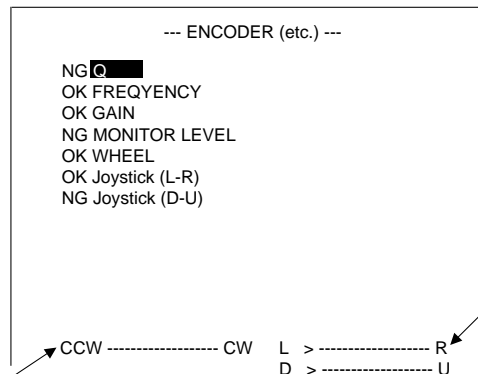 --- ENCODER (etc.) ---
NG Q
OK FREQYENCY
OK GAIN
NG MONITOR LEVEL
OK WHEEL
OK Joystick (L-R)
NG Joystick (D-U)
CCW ------------------- CW L > ------------------- R
D > ------------------- U